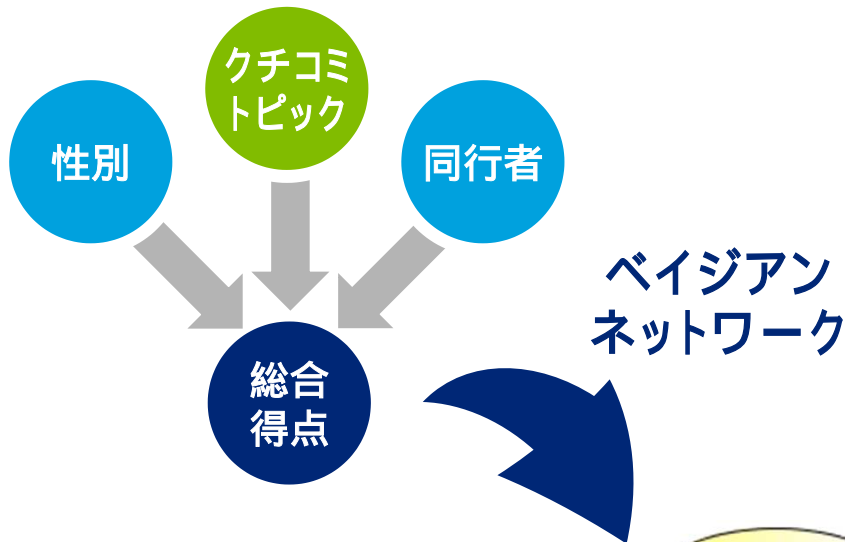 クチコミ
トピック
性別
同行者
ベイジアン
ネットワーク
総合
得点